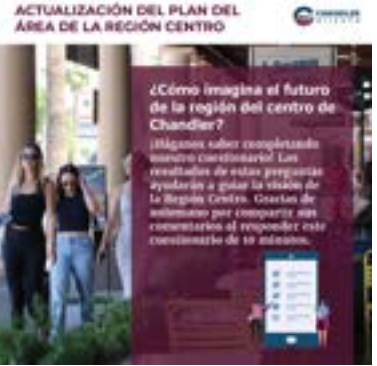 ACTUALIZACIÓN DEL PLAN DEL
ÁREA DE LA REGIÓN CENTRO
CHANDLER
¿Cómo imagina el futuro
de la región del centro de
Chandler?
¡Háganos saber completando
nuestro cuestionario! Los
resultados de estas preguntas
ayudarán a guiar la visión de
la Región Centro. Gracias de
antemano por compartir sus
comentarios al responder este
cuestionario de 10 minutos.